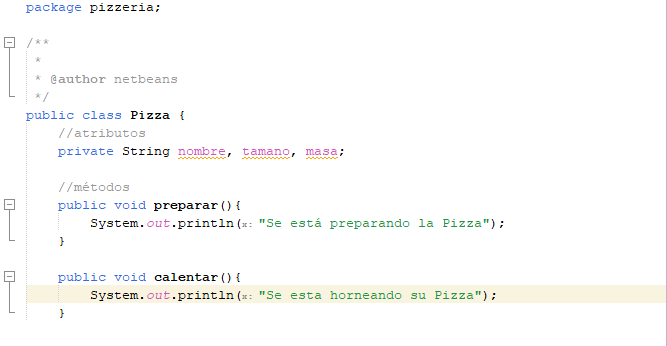 package pizzeria;
/**
 *
 * @author netbeans
 */
public class Pizza {
    //atributos
    private String nombre, tamano, masa;
    //métodos
    public void preparar(){
        System.out.println(x: "Se está preparando la Pizza");
    }
    public void calentar(){
        System.out.println(x: "Se esta horneando su Pizza");
    }